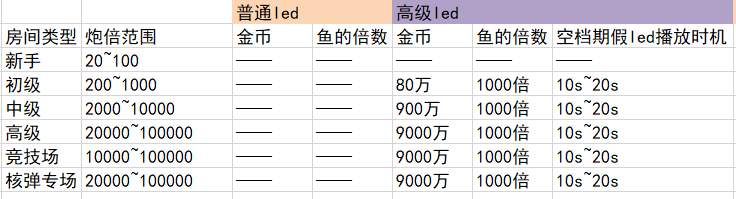 普通led 高级led
房间类型 炮倍范围 金币 鱼的倍数 金币 鱼的倍数 空档期假led播放时机
新手 20~100 —— —— —— —— ——
初级 200~1000 —— —— 80万 1000倍 10s~20s
中级 2000~10000 —— —— 900万 1000倍 10s~20s
高级 20000~100000 —— —— 9000万 1000倍 10s~20s
竞技场 10000~100000 —— —— 9000万 1000倍 10s~20s
核弹专场 20000~100000 —— —— 9000万 1000倍 10s~20s